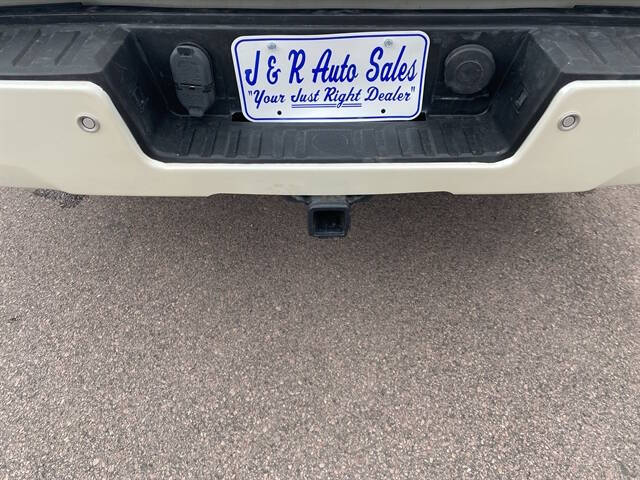 J & R Auto Sales
"Your Just Right Dealer"